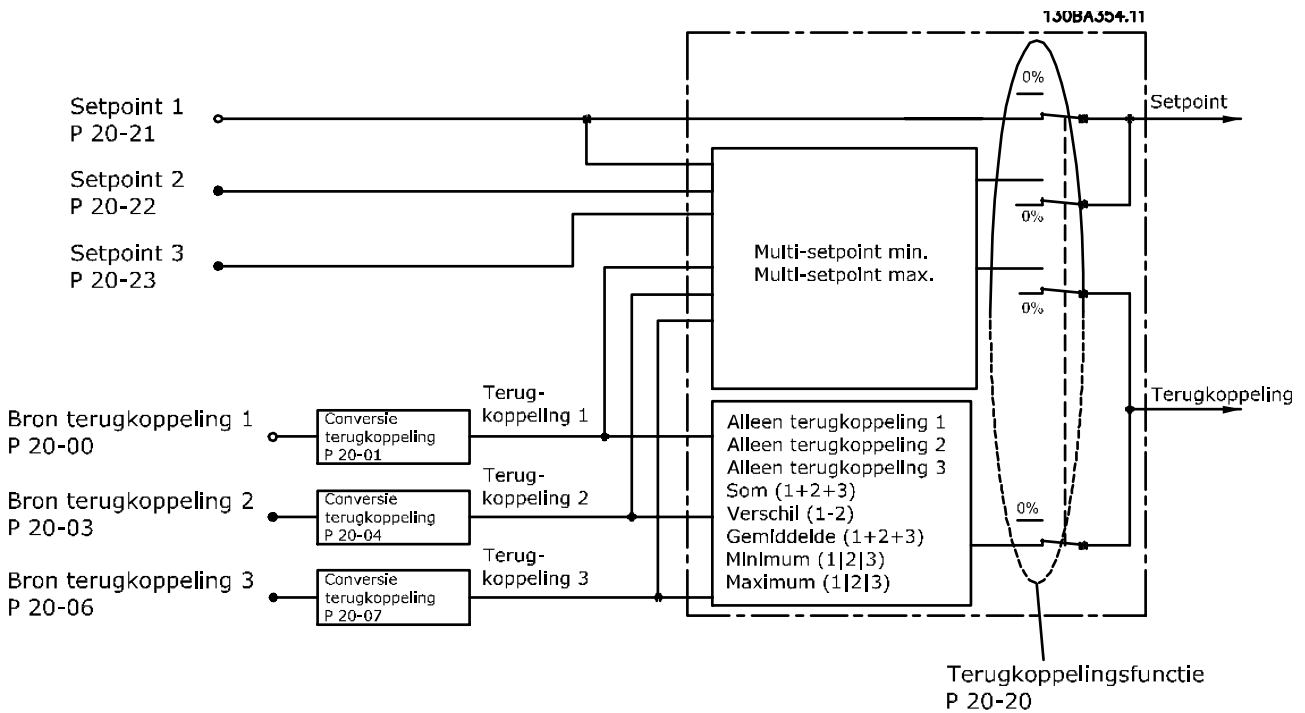 130BA354.11
0%
Setpoint 1
P 20-21
Setpoint
Setpoint 2
P 20-22
0%
Setpoint 3
P 20-23
Multi-setpoint min.
Multi-setpoint max.
0%
Bron terugkoppeling 1
P 20-00
Conversie
terugkoppeling
P 20-01
Terug-
koppeling 1
Terugkoppeling
Bron terugkoppeling 2
P 20-03
Conversie
terugkoppeling
P 20-04
Terug-
koppeling 2
Bron terugkoppeling 3
P 20-06
Conversie
terugkoppeling
P 20-07
Terug-
koppeling 3
Alleen terugkoppeling 1
Alleen terugkoppeling 2
Alleen terugkoppeling 3
Som (1+2+3)
Verschil (1-2)
Gemiddelde (1+2+3)
Minimum (1|2|3)
Maximum (1|2|3)
0%
Terugkoppelingsfunctie
P 20-20